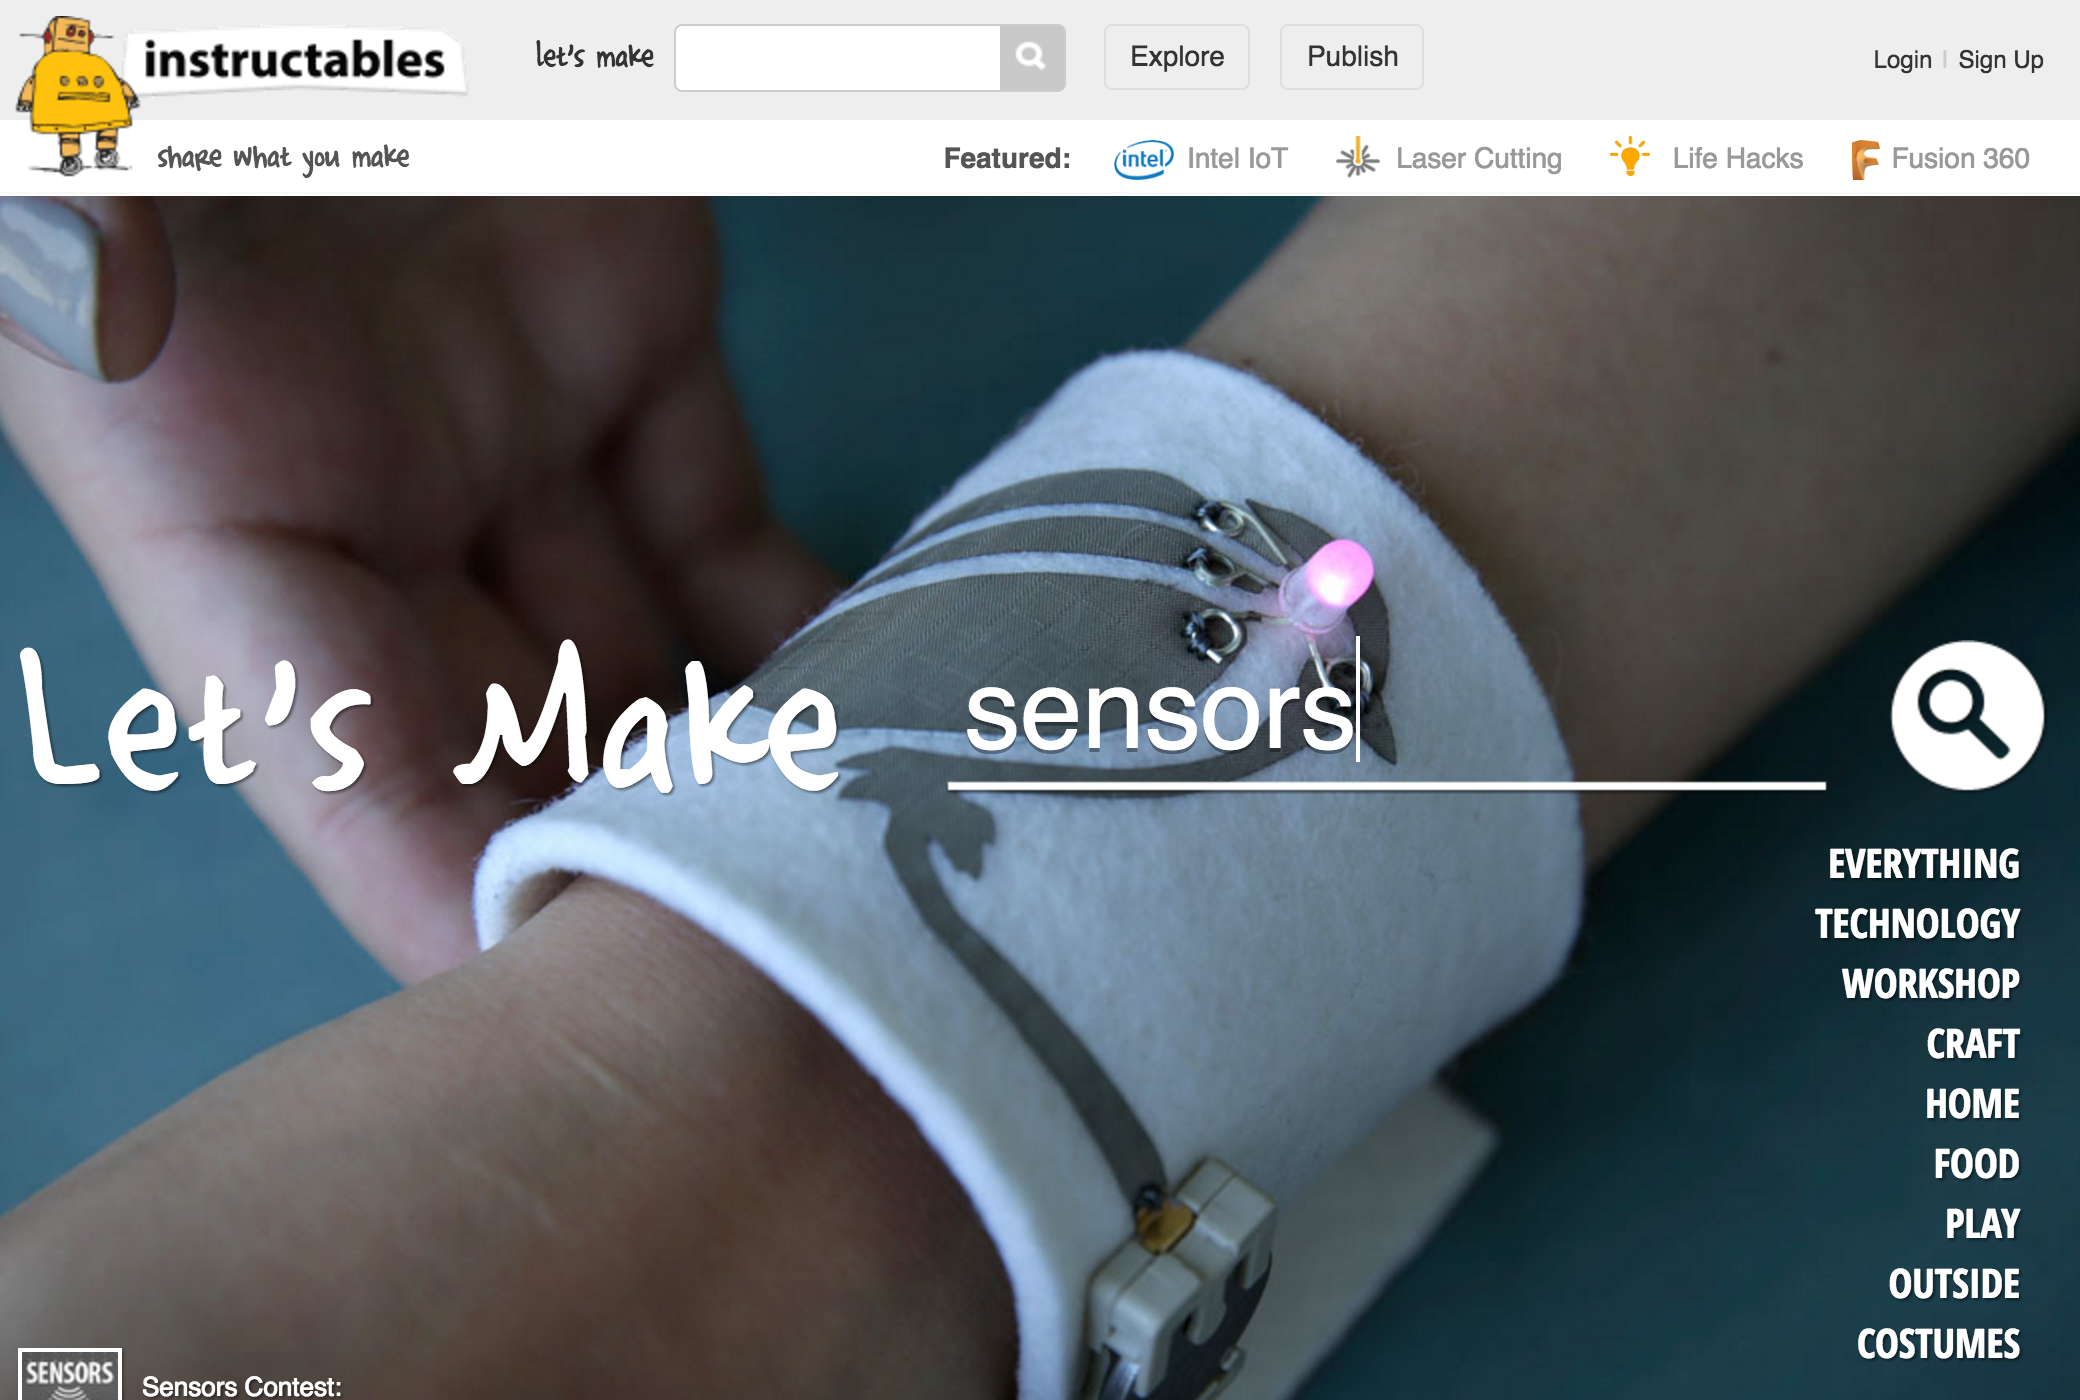 instructables
let's make
Explore
Publish
Login | Sign Up
share what you make
Featured:
intel Intel IoT
Laser Cutting
Life Hacks
F Fusion 360
Let's Make sensors
EVERYTHING
TECHNOLOGY
WORKSHOP
CRAFT
HOME
FOOD
PLAY
OUTSIDE
COSTUMES
SENSORS
Sensors Contest: